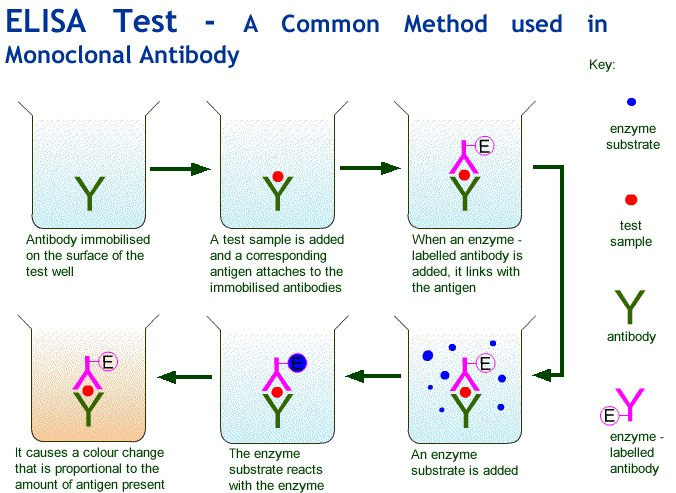 ELISA Test - A Common Method used in
Monoclonal Antibody
Key:
enzyme
substrate
test
sample
antibody
E
enzyme -
labelled
antibody
Antibody immobilised
on the surface of the
test well
A test sample is added
and a corresponding
antigen attaches to the
immobilised antibodies
E
When an enzyme -
labelled antibody is
added, it links with
the antigen
E
It causes a colour change
that is proportional to the
amount of antigen present
E
The enzyme
substrate reacts
with the enzyme
E
An enzyme
substrate is added